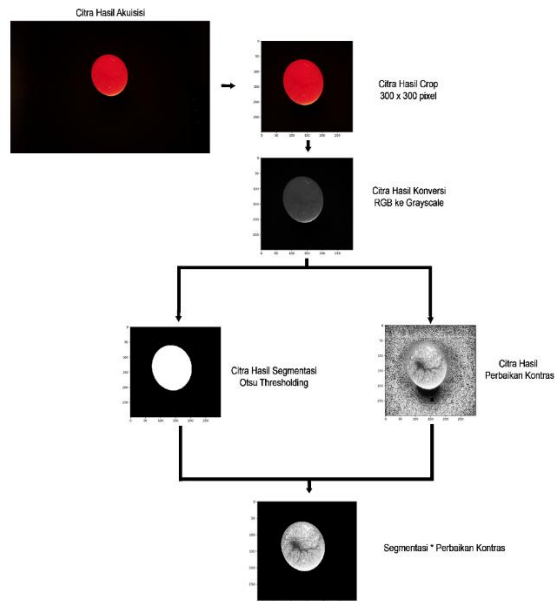 Citra Hasil Akuisisi
Citra Hasil Crop
300 x 300 pixel
Citra Hasil Konversi
RGB ke Grayscale
Citra Hasil Segmentasi
Otsu Thresholding
Citra Hasil
Perbaikan Kontras
Segmentasi * Perbaikan Kontras